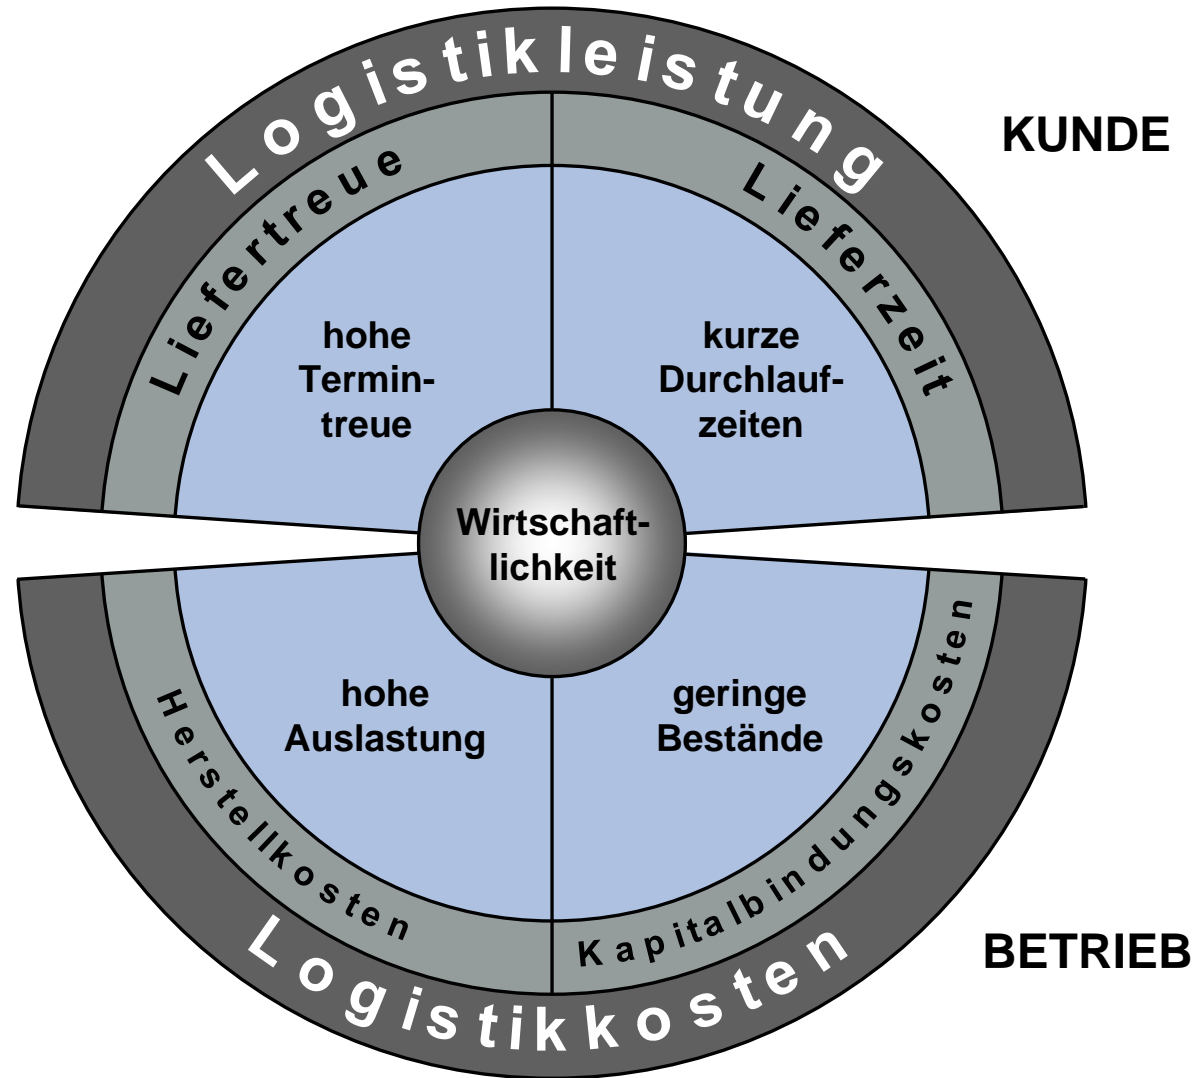 Logistikleistung
KUNDE
Liefertreue
Lieferzeit
hohe
Termin-
treue
kurze
Durchlauf-
zeiten
Wirtschaft-
lichkeit
hohe
Auslastung
geringe
Bestände
Herstellkosten
Kapitalbindungskosten
Logistikkosten
BETRIEB